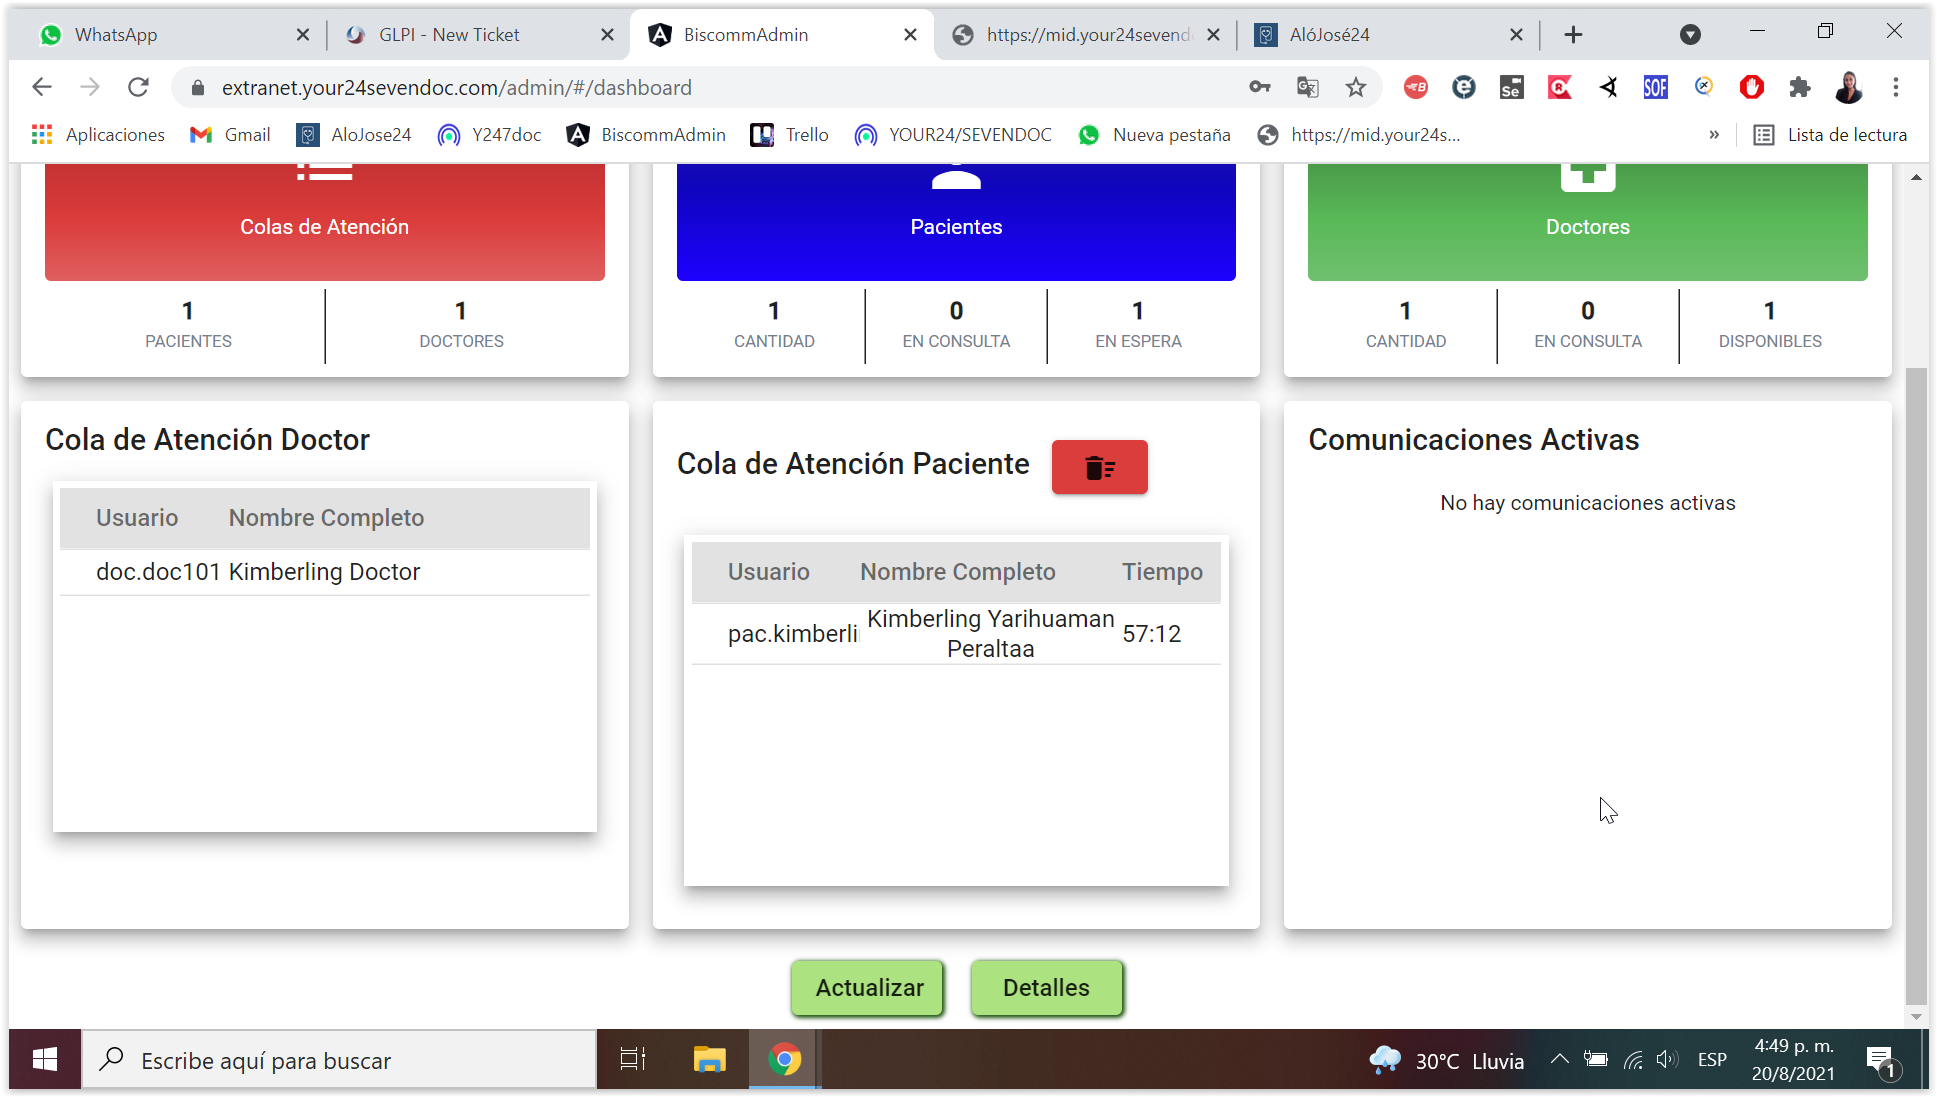 WhatsApp
GLPI - New Ticket
BiscommAdmin
https://mid.your24sevend
AlóJosé24
extranet.your24sevendoc.com/admin/#/dashboard
Se
SOF
Aplicaciones
Gmail
AloJose24
Y247doc
BiscommAdmin
Trello
YOUR24/SEVENDOC
Nueva pestaña
https://mid.your24s...
»
Lista de lectura
Colas de Atención
Pacientes
Doctores
1
PACIENTES
1
DOCTORES
1
CANTIDAD
0
EN CONSULTA
1
EN ESPERA
1
CANTIDAD
0
EN CONSULTA
1
DISPONIBLES
Cola de Atención Doctor
Usuario Nombre Completo
doc.doc101 Kimberling Doctor
Cola de Atención Paciente
Usuario Nombre Completo Tiempo
pac.kimberli Kimberling Yarihuaman
Peraltaa
57:12
Comunicaciones Activas
No hay comunicaciones activas
Actualizar
Detalles
Escribe aquí para buscar
30°C Lluvia
ESP
4:49 p. m.
20/8/2021
1